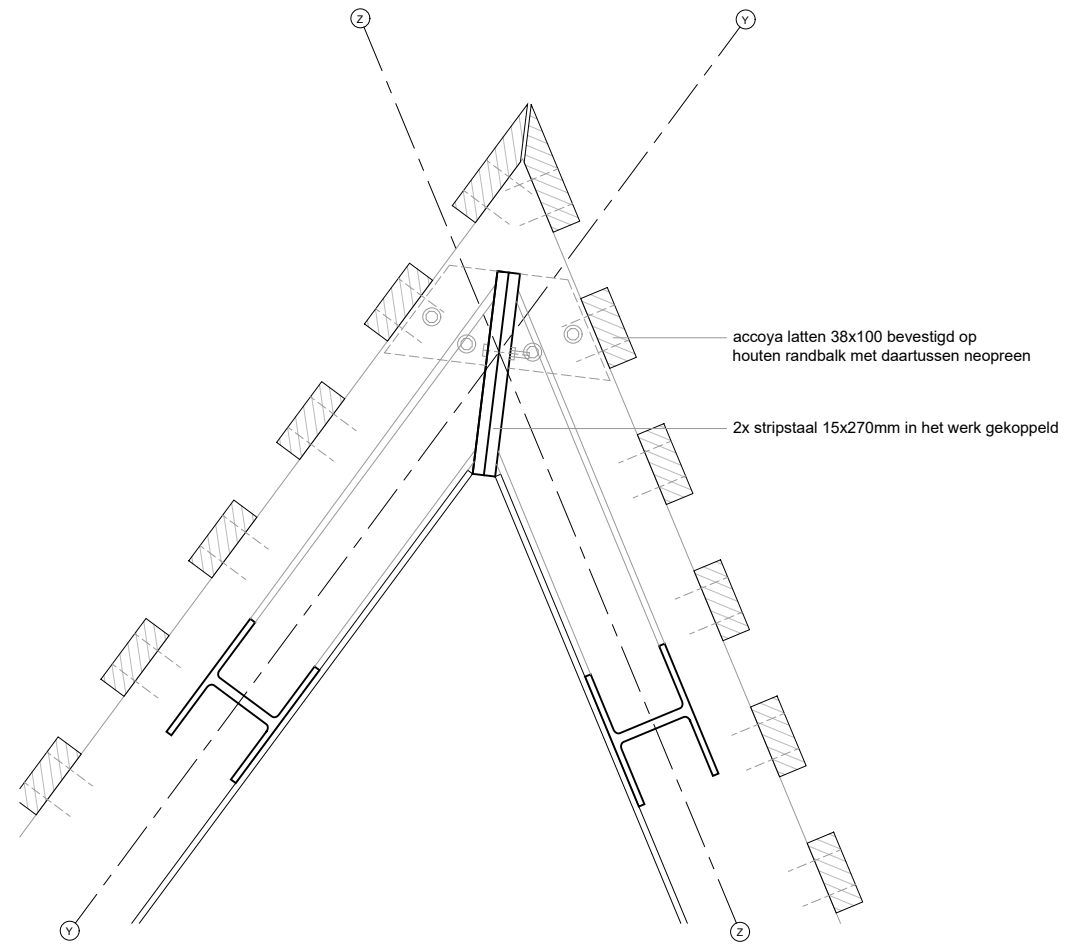 Z
Y
accoya latten 38x100 bevestigd op
houten randbalk met daartussen neopreen
2x stripstaal 15x270mm in het werk gekoppeld
Y
Z